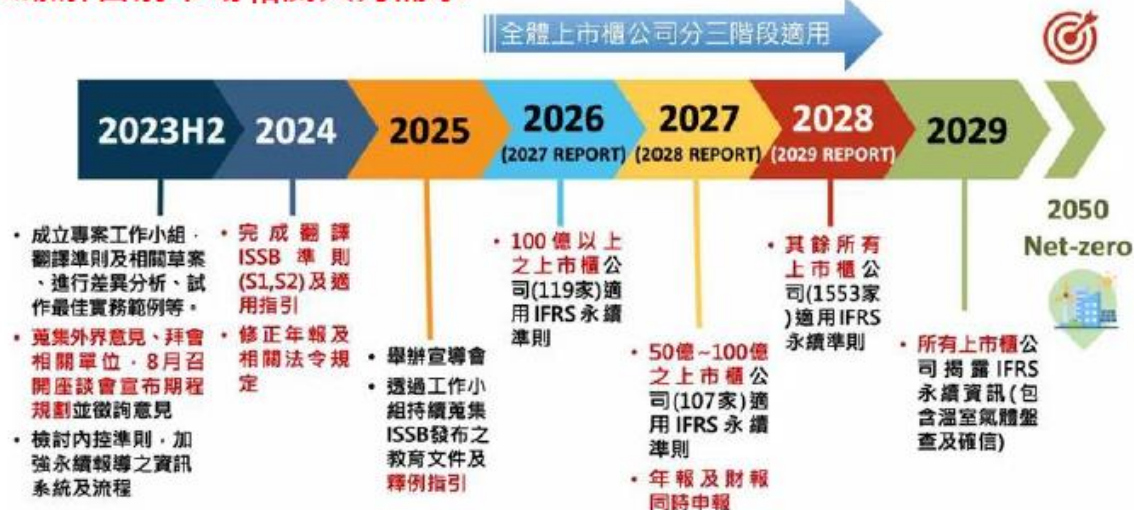 全體上市櫃公司分三階段適用
2023H2
2024
2025
2026
(2027 REPORT)
2027
(2028 REPORT)
2028
(2029 REPORT)
2029
2050
Net-zero
• 成立專案工作小組,
翻譯準則及相關草案
、進行差異分析、試
作最佳實務範例等。
• 蒐集外界意見、拜會
相關單位,8月召
開座談會宣布期程
規劃並徵詢意見
• 檢討內控準則,加
強永續報導之資訊
系統及流程
• 完成翻譯
ISSB 準則
(S1,S2)及適
用指引
• 修正年報及
相關法令規
定
• 舉辦宣導會
• 透過工作小
組持續蒐集
ISSB發布之
教育文件及
釋例指引
• 100億以上
之上市櫃公
司(119家)適
用 IFRS 永續
準則
• 50億~100億
之上市櫃公
司(107家)適
用 IFRS 永續
準則
• 年報及財報
同時申報
• 其餘所有
上市櫃公
司(1553家
)適用IFRS
永續準則
• 所有上市櫃公
司揭露IFRS
永續資訊(包
含溫室氣體盤
查及確信)